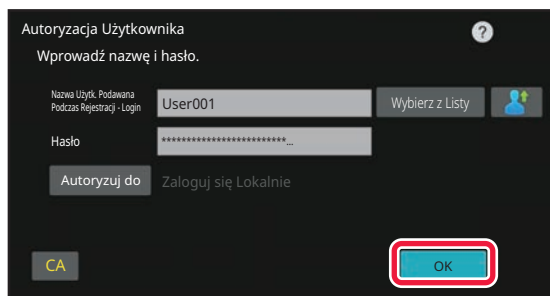 Autoryzacja Użytkownika
?
Wprowadź nazwę i hasło.
Nazwa Użytk. Podawana
Podczas Rejestracji - Login
User001
Wybierz z Listy
Hasło
*************************...
Autoryzuj do
Zaloguj się Lokalnie
CA
OK